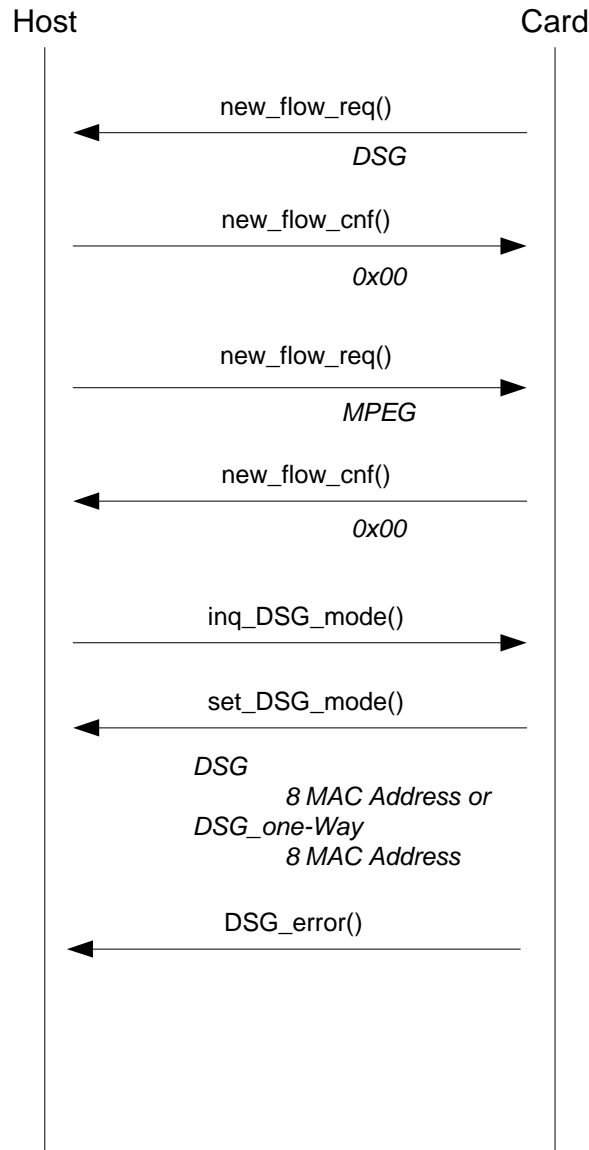 Host Card
new_flow_req()
DSG
new_flow_cnf()
0x00
new_flow_req()
MPEG
new_flow_cnf()
0x00
inq_DSG_mode()
set_DSG_mode()
DSG
8 MAC Address or
DSG_one-Way
8 MAC Address
DSG_error()